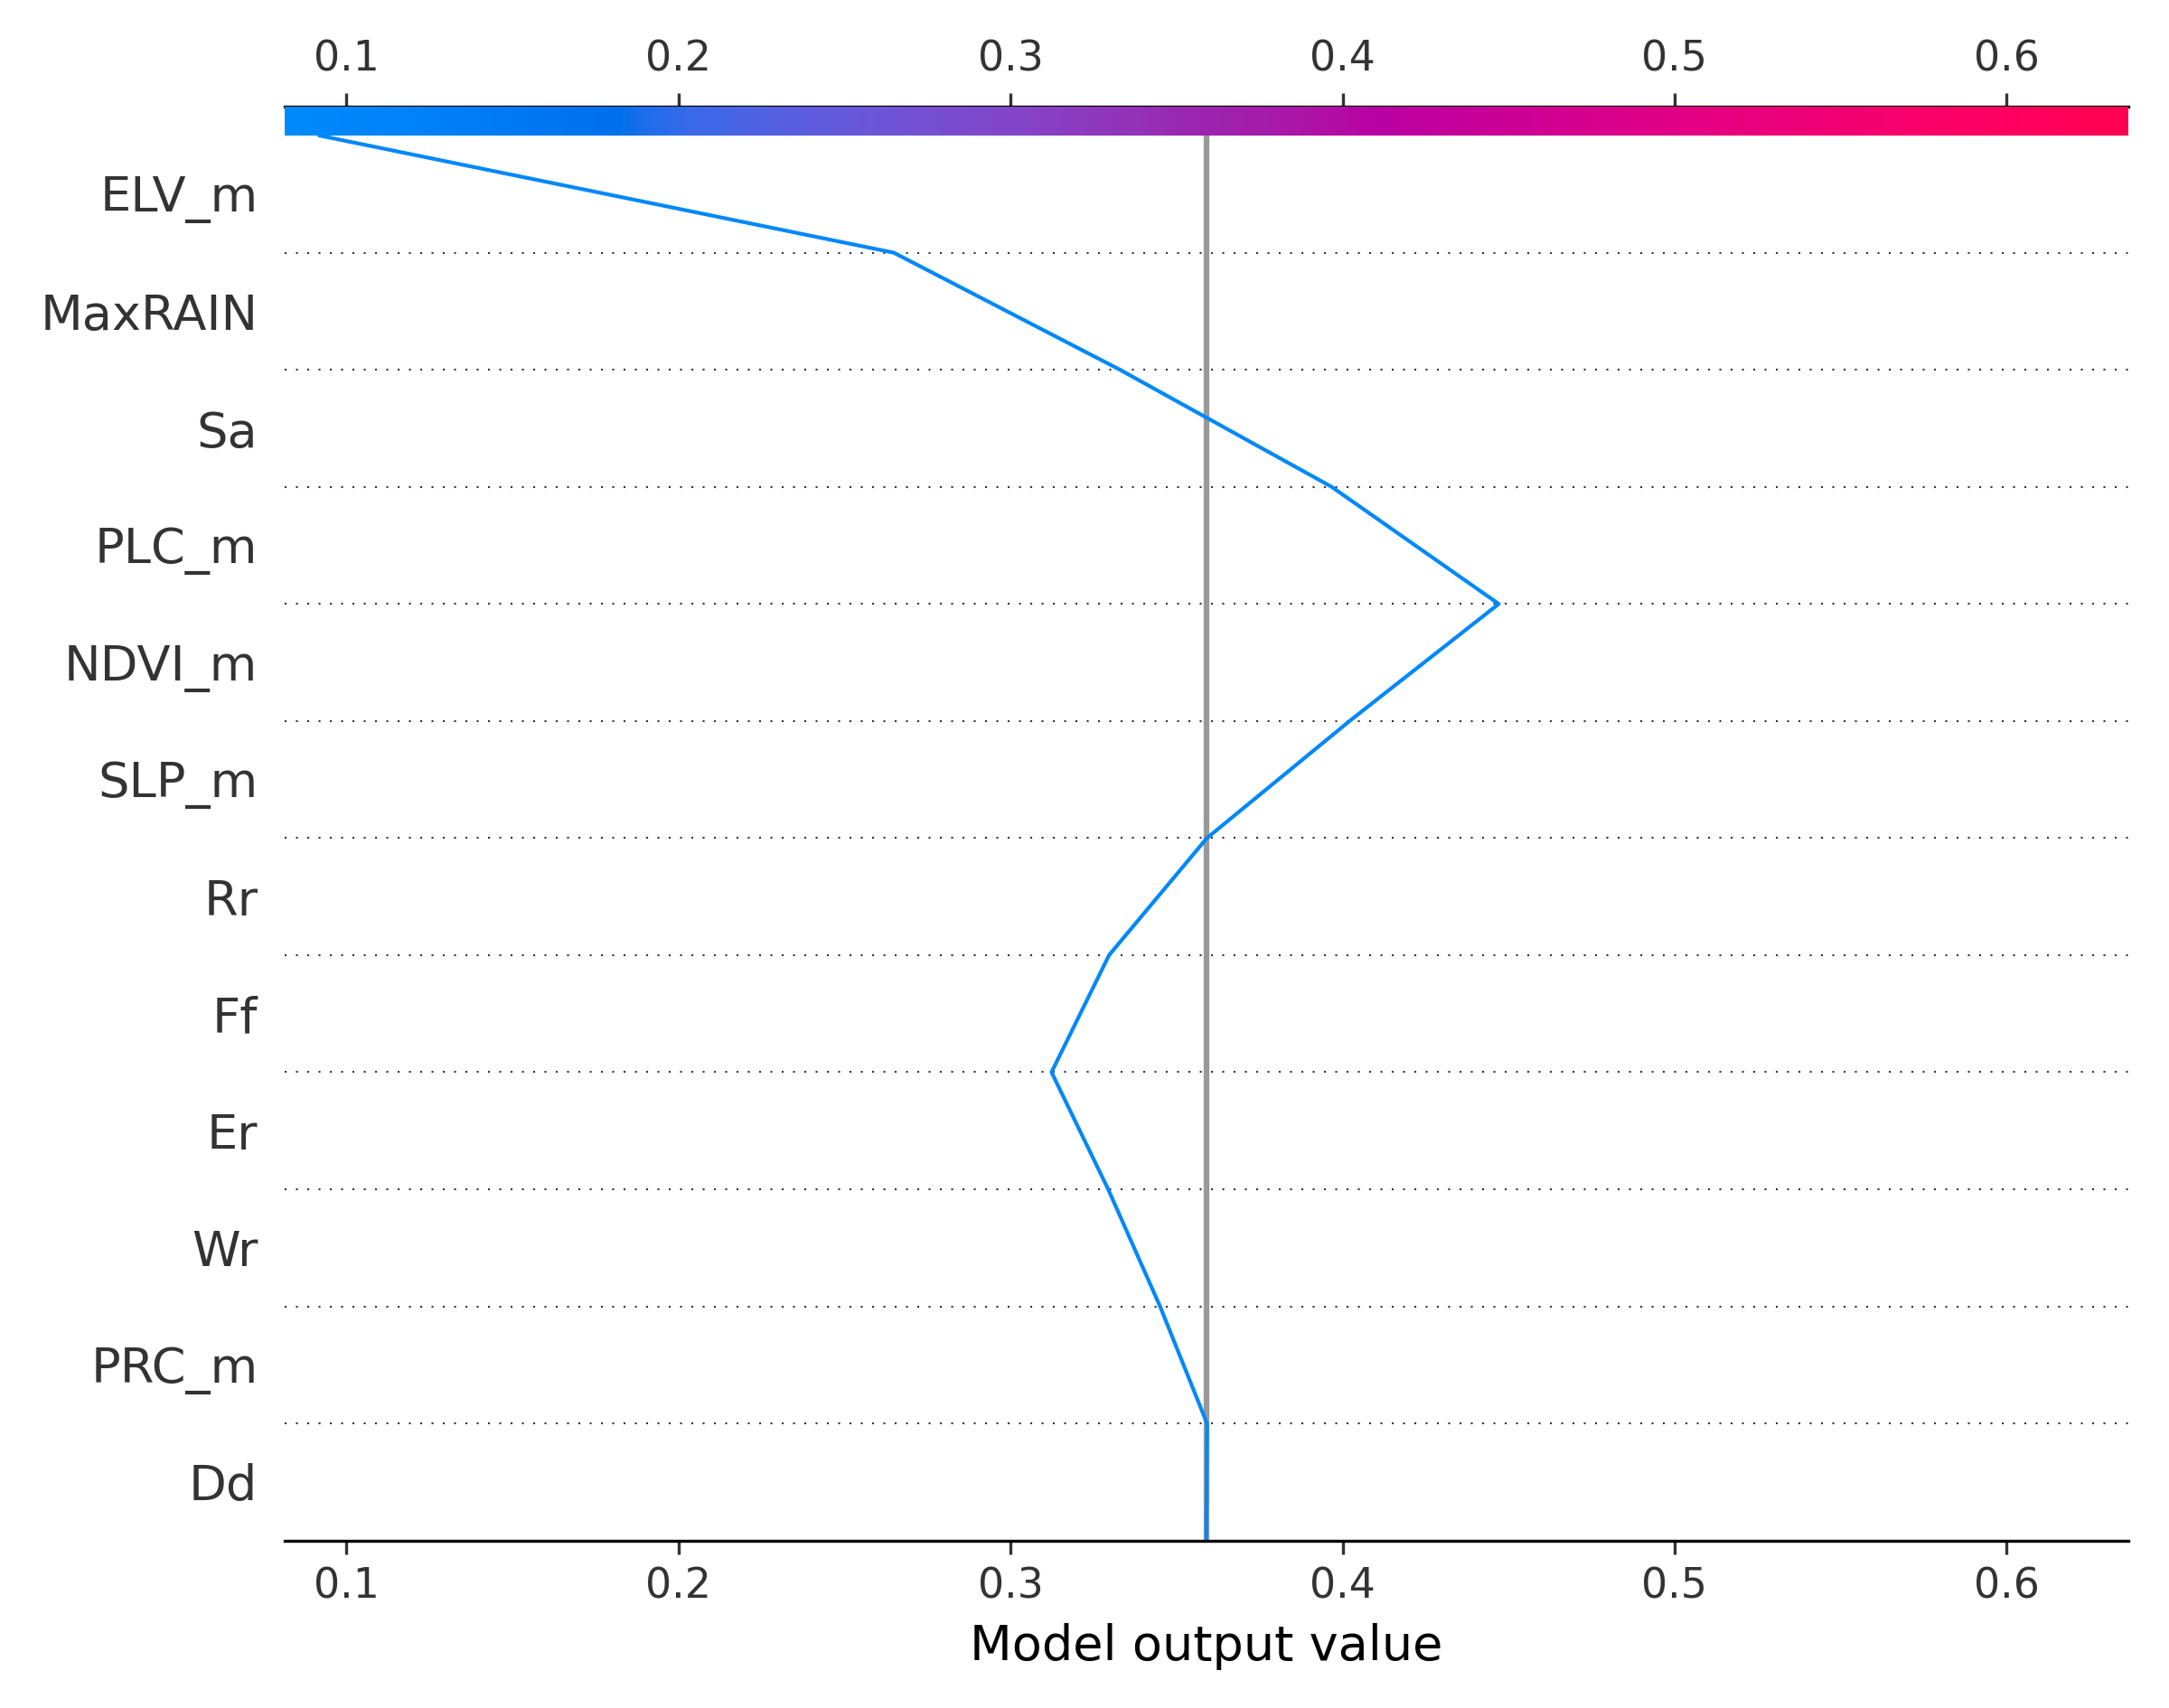 0.1 0.2 0.3 0.4 0.5 0.6
ELV_m
MaxRAIN
Sa
PLC_m
NDVI_m
SLP_m
Rr
Ff
Er
Wr
PRC_m
Dd
0.1 0.2 0.3 0.4 0.5 0.6
Model output value